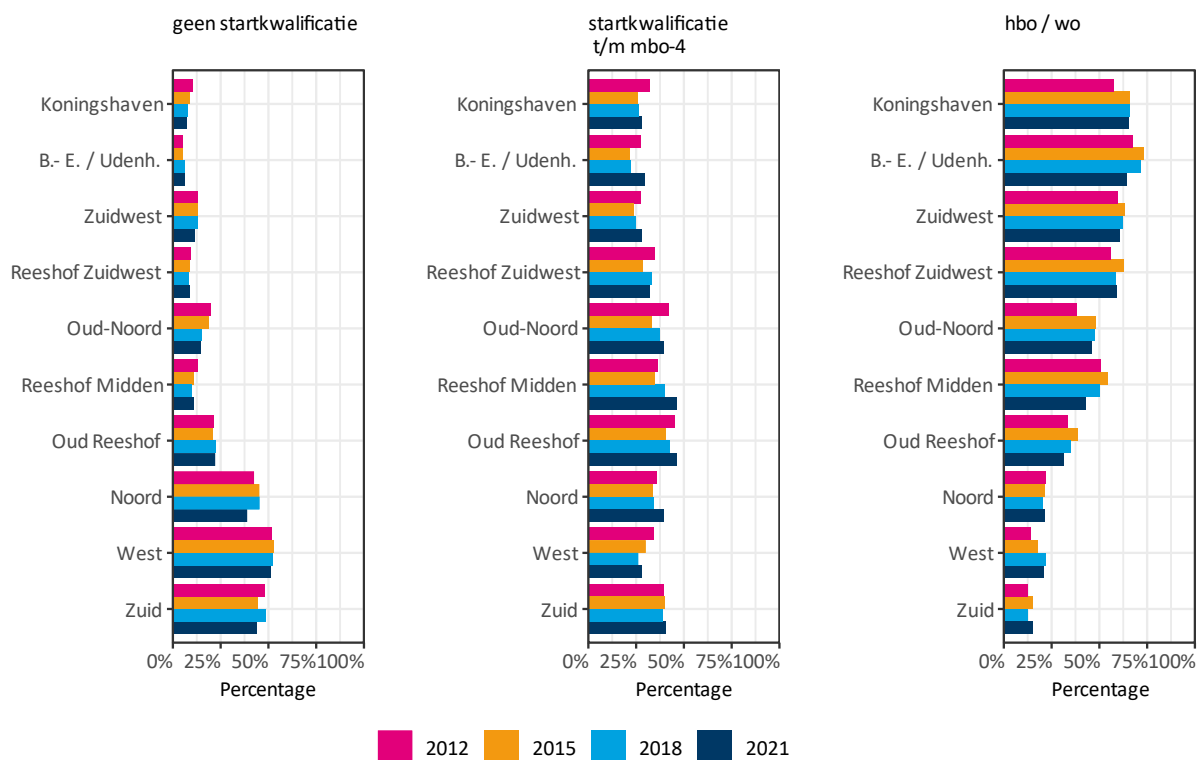 geen startkwalificatie
Koningshaven
B.- E. / Udenh.
Zuidwest
Reeshof Zuidwest
Oud-Noord
Reeshof Midden
Oud Reeshof
Noord
West
Zuid
0% 25% 50% 75%100%
Percentage
startkwalificatie
t/m mbo-4
Koningshaven
B.- E. / Udenh.
Zuidwest
Reeshof Zuidwest
Oud-Noord
Reeshof Midden
Oud Reeshof
Noord
West
Zuid
0% 25% 50% 75%100%
Percentage
hbo / wo
Koningshaven
B.- E. / Udenh.
Zuidwest
Reeshof Zuidwest
Oud-Noord
Reeshof Midden
Oud Reeshof
Noord
West
Zuid
0% 25% 50% 75%100%
Percentage
2012 2015 2018 2021